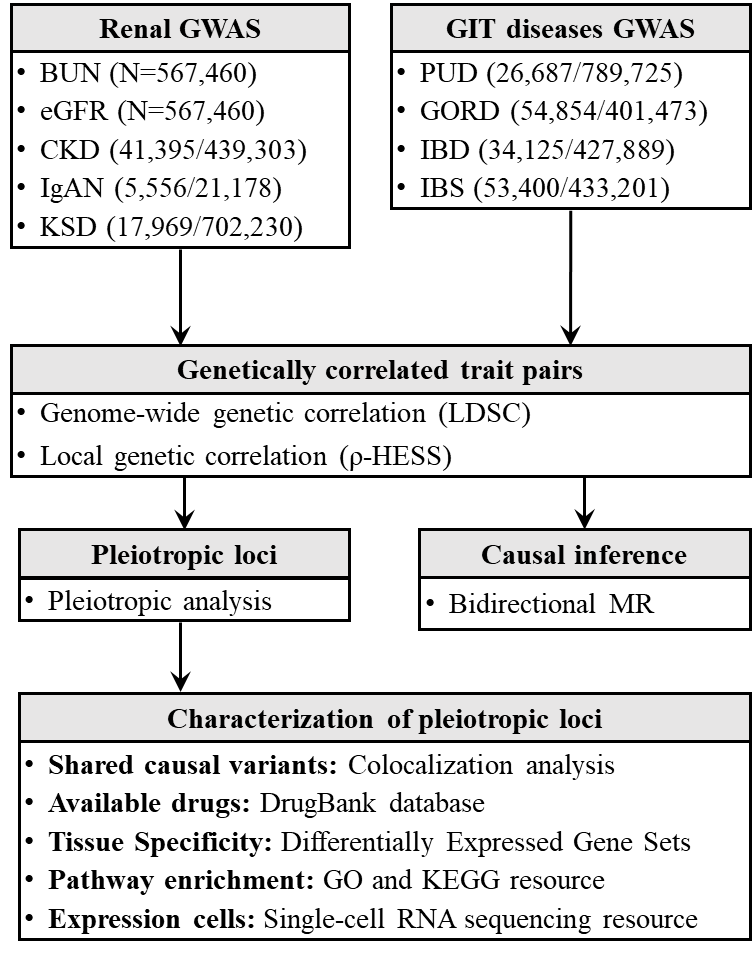 Renal GWAS
• BUN (N=567,460)
• eGFR (N=567,460)
• CKD (41,395/439,303)
• IgAN (5,556/21,178)
• KSD (17,969/702,230)
GIT diseases GWAS
• PUD (26,687/789,725)
• GORD (54,854/401,473)
• IBD (34,125/427,889)
• IBS (53,400/433,201)
Genetically correlated trait pairs
• Genome-wide genetic correlation (LDSC)
• Local genetic correlation (ρ-HESS)
Pleiotropic loci
• Pleiotropic analysis
Causal inference
• Bidirectional MR
Characterization of pleiotropic loci
• Shared causal variants: Colocalization analysis
• Available drugs: DrugBank database
• Tissue Specificity: Differentially Expressed Gene Sets
• Pathway enrichment: GO and KEGG resource
• Expression cells: Single-cell RNA sequencing resource